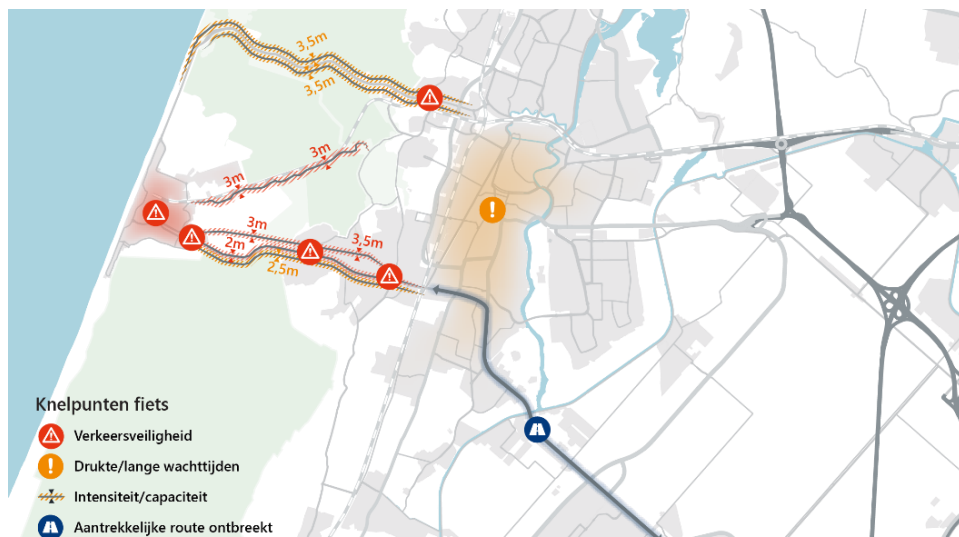 3,5m
3,5m
3m
3m
3m
2m
3,5m
2,5m
Knelpunten fiets
Verkeersveiligheid
Drukte/lange wachttijden
Intensiteit/capaciteit
Aantrekkelijke route ontbreekt